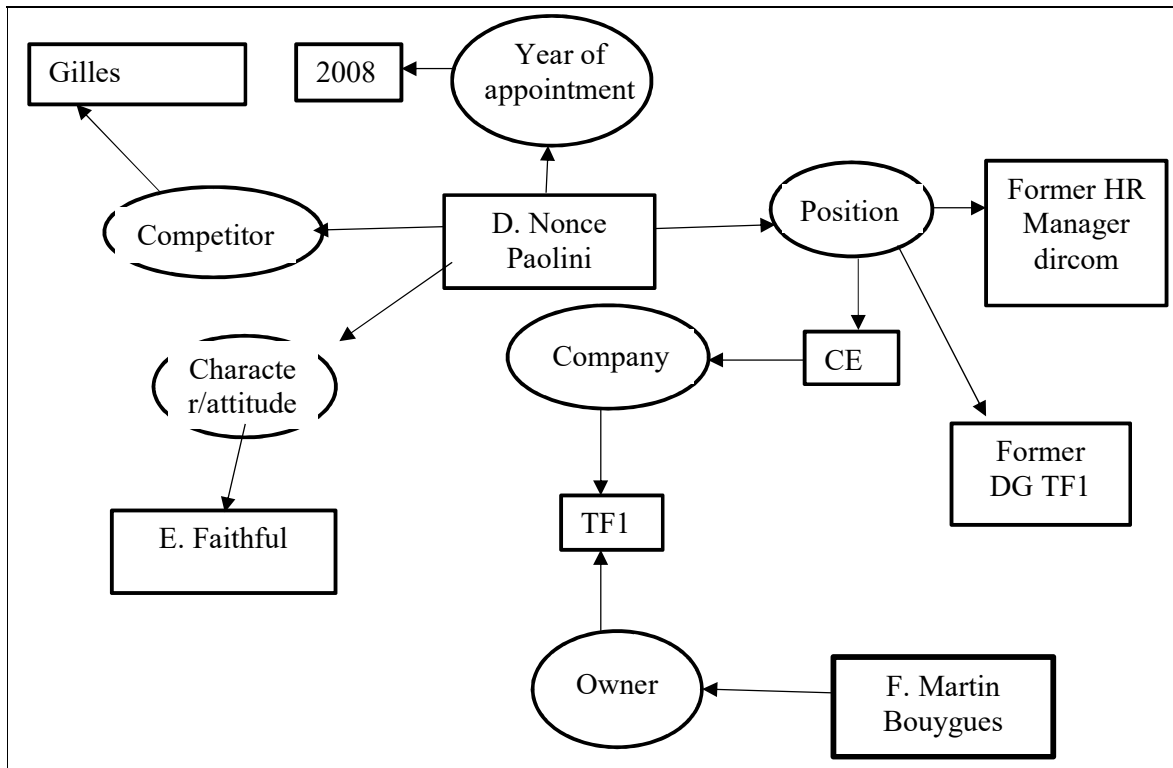 Gilles
2008
Year of
appointment
Competitor
D. Nonce
Paolini
Position
Former HR
Manager
dircom
Characte
r/attitude
Company
CE
E. Faithful
TF1
Former
DG TF1
Owner
F. Martin
Bouygues